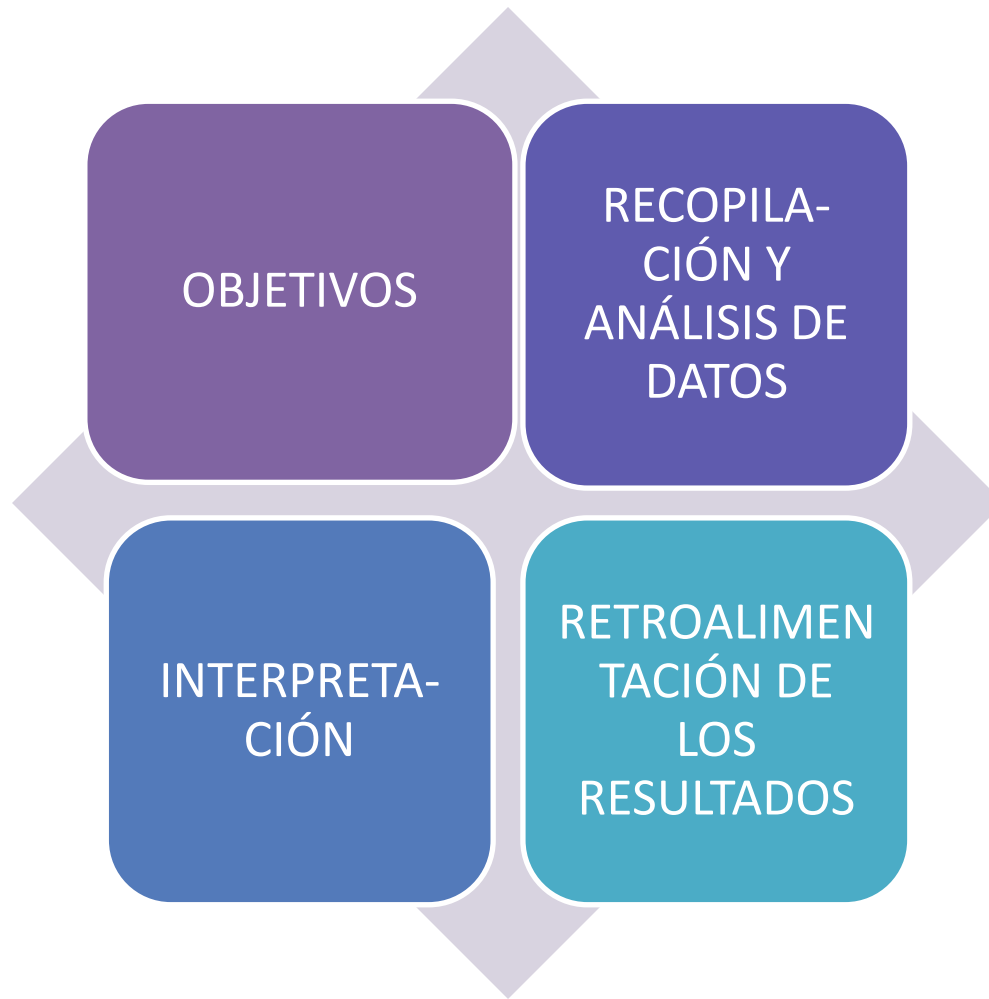 OBJETIVOS
RECOPILA-
CIÓN Y
ANÁLISIS DE
DATOS
INTERPRETA-
CIÓN
RETROALIMEN
TACIÓN DE
LOS
RESULTADOS